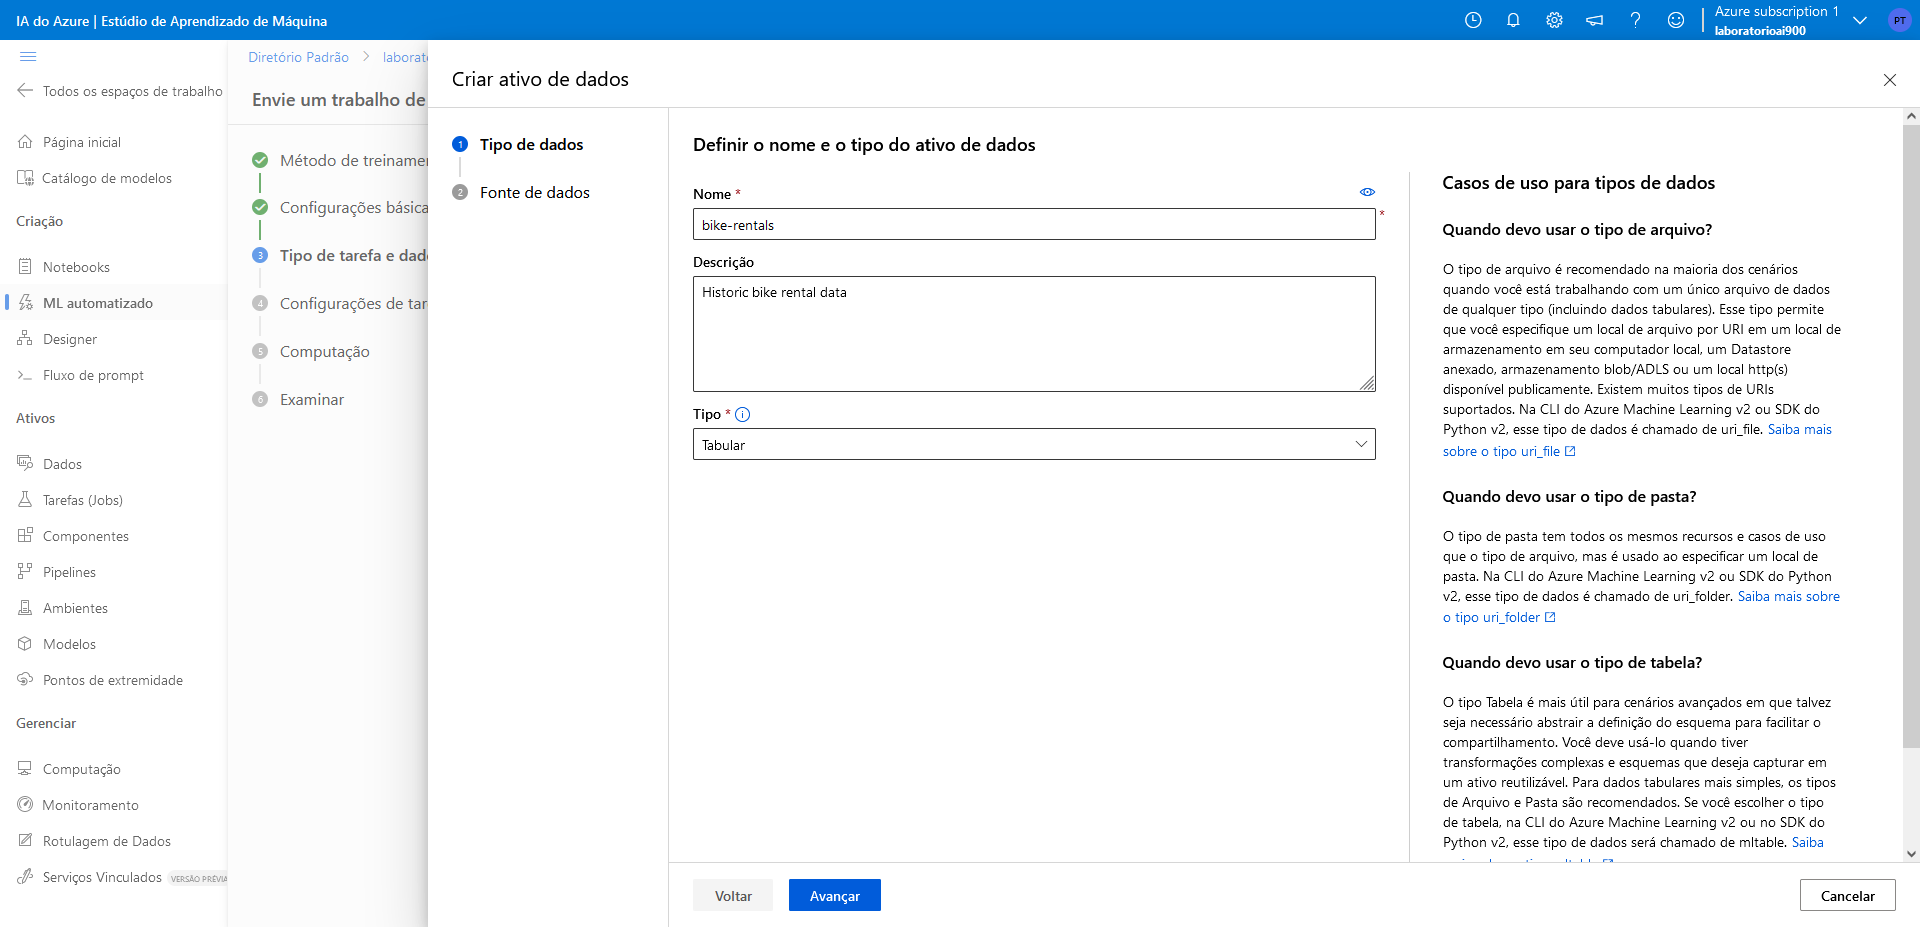 IA do Azure | Estúdio de Aprendizado de Máquina
Azure subscription 1
laboratorioai900
PT
Todos os espaços de trabalho
Página inicial
Catálogo de modelos
Criação
Notebooks
ML automatizado
Designer
Fluxo de prompt
Ativos
Dados
Tarefas (Jobs)
Componentes
Pipelines
Ambientes
Modelos
Pontos de extremidade
Gerenciar
Computação
Monitoramento
Rotulagem de Dados
Serviços Vinculados VERSÃO PRÉVIA
Diretório Padrão > laborat
Envie um trabalho de
Método de treinamen
Configurações básica
3 Tipo de tarefa e dad
4 Configurações de tar
5 Computação
6 Examinar
Criar ativo de dados
1 Tipo de dados
2 Fonte de dados
Definir o nome e o tipo do ativo de dados
Nome *
bike-rentals
*
Descrição
Historic bike rental data
Tipo *
Tabular
Casos de uso para tipos de dados
Quando devo usar o tipo de arquivo?
O tipo de arquivo é recomendado na maioria dos cenários
quando você está trabalhando com um único arquivo de dados
de qualquer tipo (incluindo dados tabulares). Esse tipo permite
que você especifique um local de arquivo por URI em um local de
armazenamento em seu computador local, um Datastore
anexado, armazenamento blob/ADLS ou um local http(s)
disponível publicamente. Existem muitos tipos de URIs
suportados. Na CLI do Azure Machine Learning v2 ou SDK do
Python v2, esse tipo de dados é chamado de uri_file. Saiba mais
sobre o tipo uri_file
Quando devo usar o tipo de pasta?
O tipo de pasta tem todos os mesmos recursos e casos de uso
que o tipo de arquivo, mas é usado ao especificar um local de
pasta. Na CLI do Azure Machine Learning v2 ou SDK do Python
v2, esse tipo de dados é chamado de uri_folder. Saiba mais sobre
o tipo uri_folder
Quando devo usar o tipo de tabela?
O tipo Tabela é mais útil para cenários avançados em que talvez
seja necessário abstrair a definição do esquema para facilitar o
compartilhamento. Você deve usá-lo quando tiver
transformações complexas e esquemas que deseja capturar em
um ativo reutilizável. Para dados tabulares mais simples, os tipos
de Arquivo e Pasta são recomendados. Se você escolher o tipo
de tabela, na CLI do Azure Machine Learning v2 ou no SDK do
Python v2, esse tipo de dados será chamado de mltable. Saiba
Voltar
Avançar
Cancelar